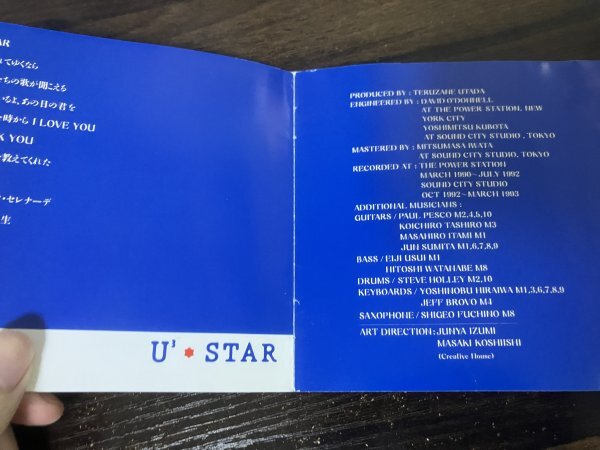 TAR
れてゆくなら
ちの歌が聞こえる
いるよ、あの日の君を
時から I LOVE YOU
K YOU
教えてくれた
・セレナーデ
生
U³ ✸ STAR
PRODUCED BY : TERUZANE UTADA
ENGINEERED BY : DAVID O'DONHELL
AT THE POWER STATION, NEW
YORK CITY
YOSHIMITSU KUBOTA
AT SOUND CITY STUDIO , TOKYO
MASTERED BY : MITSUMASA IWATA
AT SOUND CITY STUDIO, TOKYO
RECORDED AT : THE POWER STATION
MARCH 1990~JULY 1992
SOUND CITY STUDIO
OCT 1992~MARCH 1993
ADDITIONAL MUSICIANS :
GUITARS / PAUL PESCO M2,4,5,10
KOICHIRO TASHIRO M3
MASAHIRO ITAMI M1
JUN SUMITA M1,6,7,8,9
BASS / EIJI USUI M1
HITOSHI WATANABE M8
DRUMS / STEVE HOLLEY M2,10
KEYBOARDS / YOSHINOBU HIRAIWA M1,3,6,7,8,9
JEFF BROVO M4
SAXOPHONE / SHIGEO FUCHINO M8
ART DIRECTION:JUNYA IZUMI
MASAKI KOSHIISHI
(Creative House)